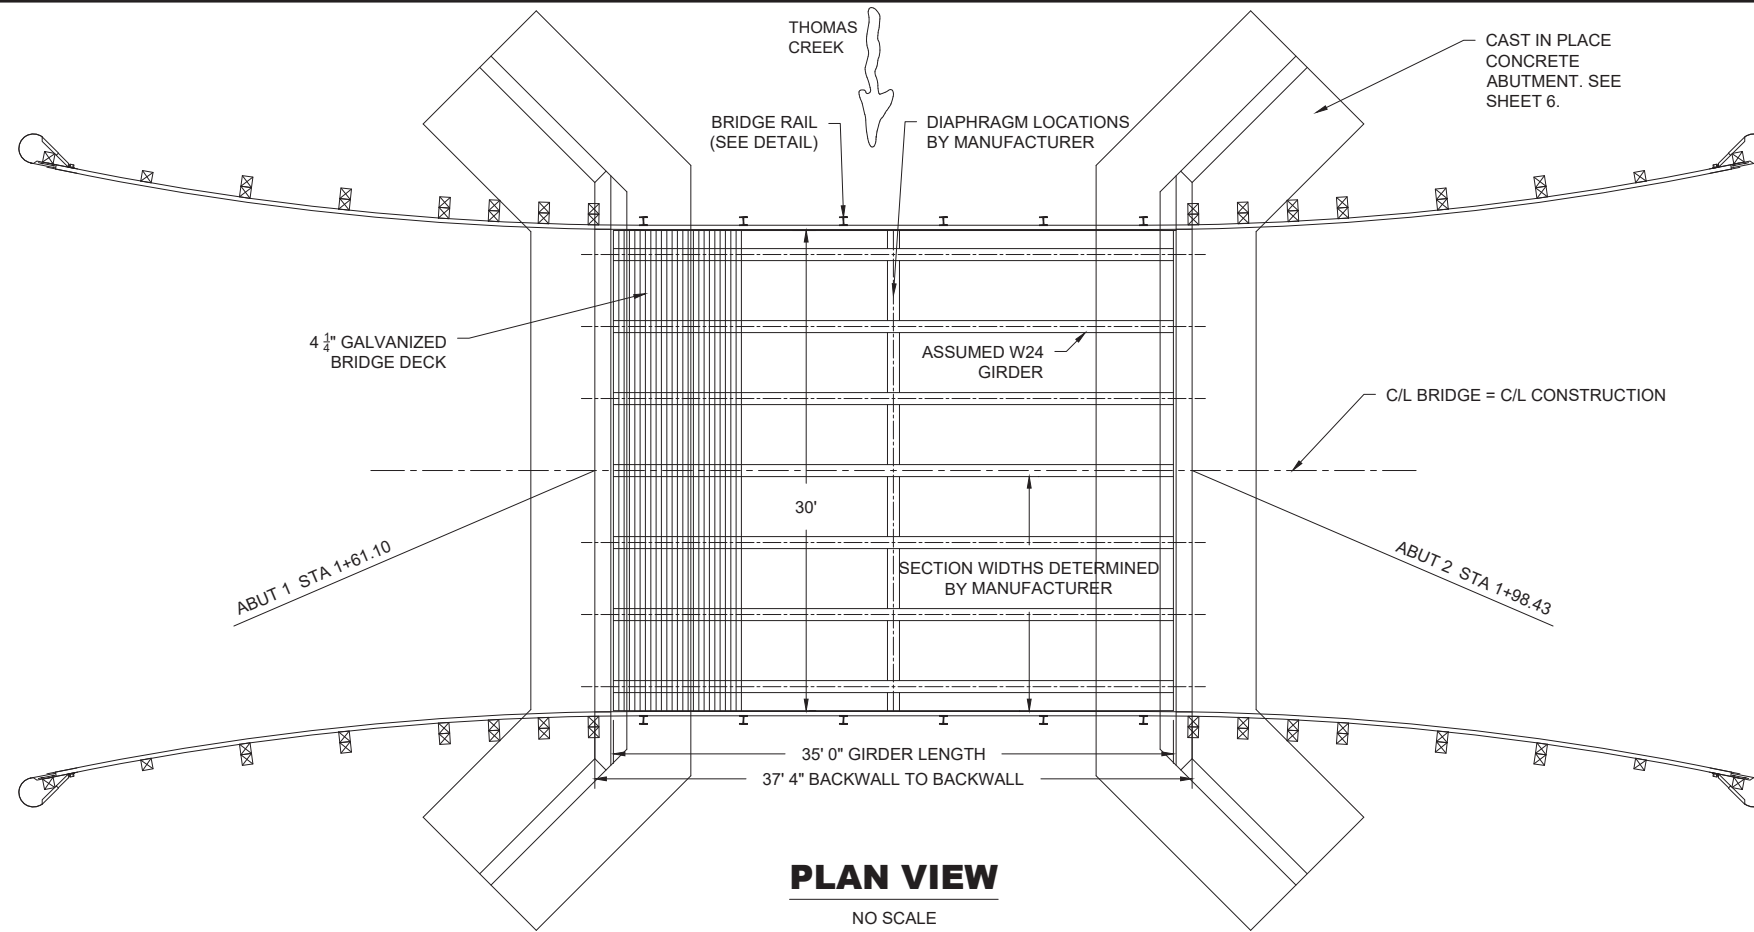 THOMAS
CREEK
CAST IN PLACE
CONCRETE
ABUTMENT. SEE
SHEET 6.
BRIDGE RAIL
(SEE DETAIL)
DIAPHRAGM LOCATIONS
BY MANUFACTURER
4 1/4" GALVANIZED
BRIDGE DECK
ASSUMED W24
GIRDER
C/L BRIDGE = C/L CONSTRUCTION
30'
ABUT 1 STA 1+61.10
ABUT 2 STA 1+98.43
SECTION WIDTHS DETERMINED
BY MANUFACTURER
35' 0" GIRDER LENGTH
37' 4" BACKWALL TO BACKWALL
PLAN VIEW
NO SCALE